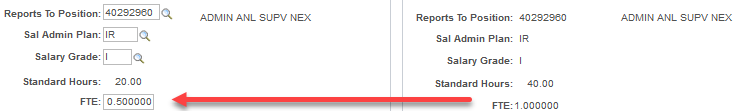 Reports To Position: 40292960 ADMIN ANL SUPV NEX
Sal Admin Plan: IR
Salary Grade: I
Standard Hours: 20.00
FTE: 0.500000
Reports To Position: 40292960 ADMIN ANL SUPV NEX
Sal Admin Plan: IR
Salary Grade: I
Standard Hours: 40.00
FTE: 1.000000